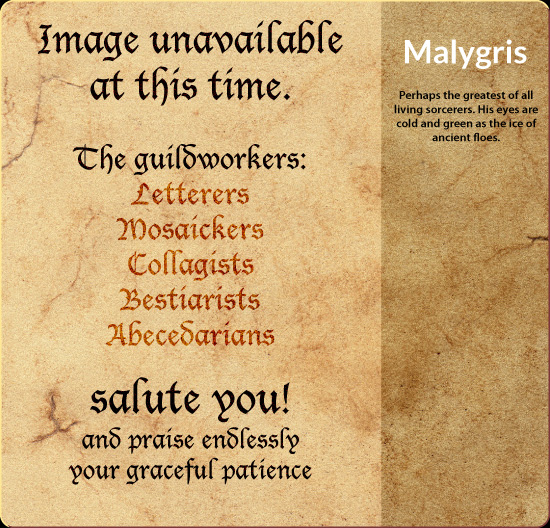 Image unavailable
at this time.
The guildworkers:
Letterers
Mosaickers
Collagists
Bestiarists
Abecedarians
salute you!
and praise endlessly
your graceful patience
Malygris
Perhaps the greatest of all
living sorcerers. His eyes are
cold and green as the ice of
ancient floes.